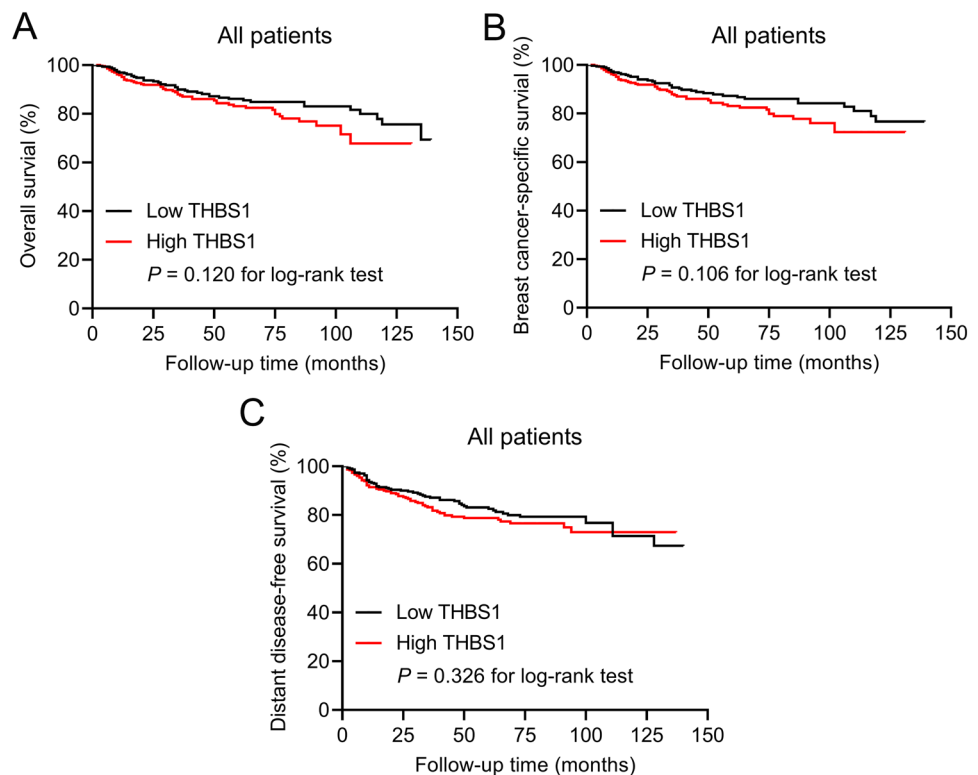 A
All patients
Overall survial (%)
100
80
60
40
20
0
Low THBS1
High THBS1
P = 0.120 for log-rank test
0 25 50 75 100 125 150
Follow-up time (months)
B
All patients
Breast cancer-specific survival (%)
100
80
60
40
20
0
Low THBS1
High THBS1
P = 0.106 for log-rank test
0 25 50 75 100 125 150
Follow-up time (months)
C
All patients
Distant disease-free survival (%)
100
80
60
40
20
0
Low THBS1
High THBS1
P = 0.326 for log-rank test
0 25 50 75 100 125 150
Follow-up time (months)